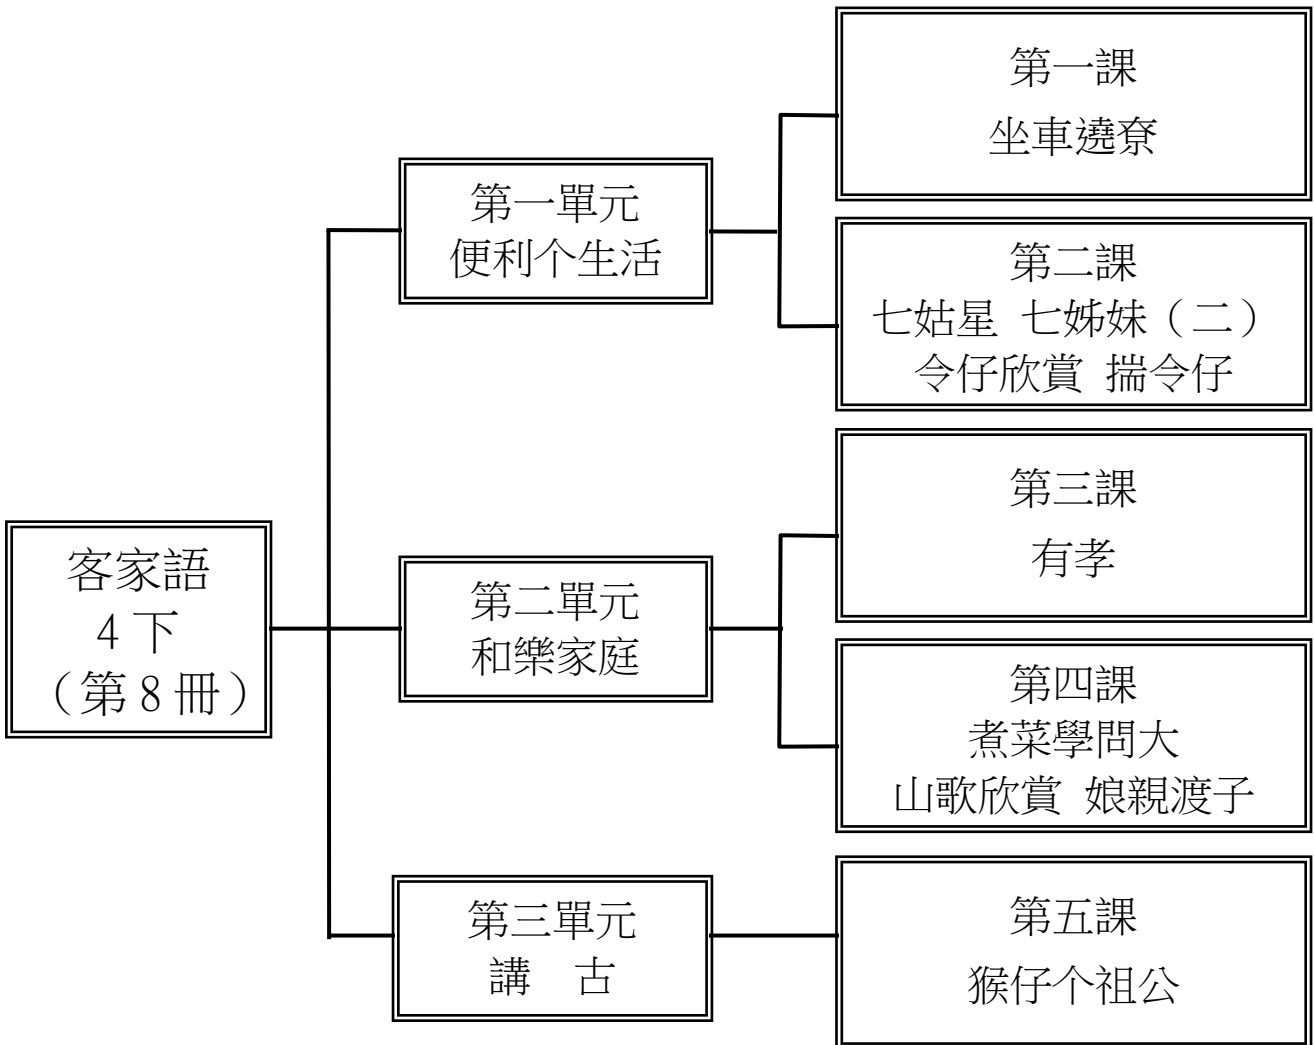 客家語
4下
（第8冊）
第一單元
便利个生活
第一課
坐車遶尞
第二課
七姑星 七姊妹（二）
令仔欣賞 揣令仔
第二單元
和樂家庭
第三課
有孝
第四課
煮菜學問大
山歌欣賞 娘親渡子
第三單元
講 古
第五課
猴仔个祖公